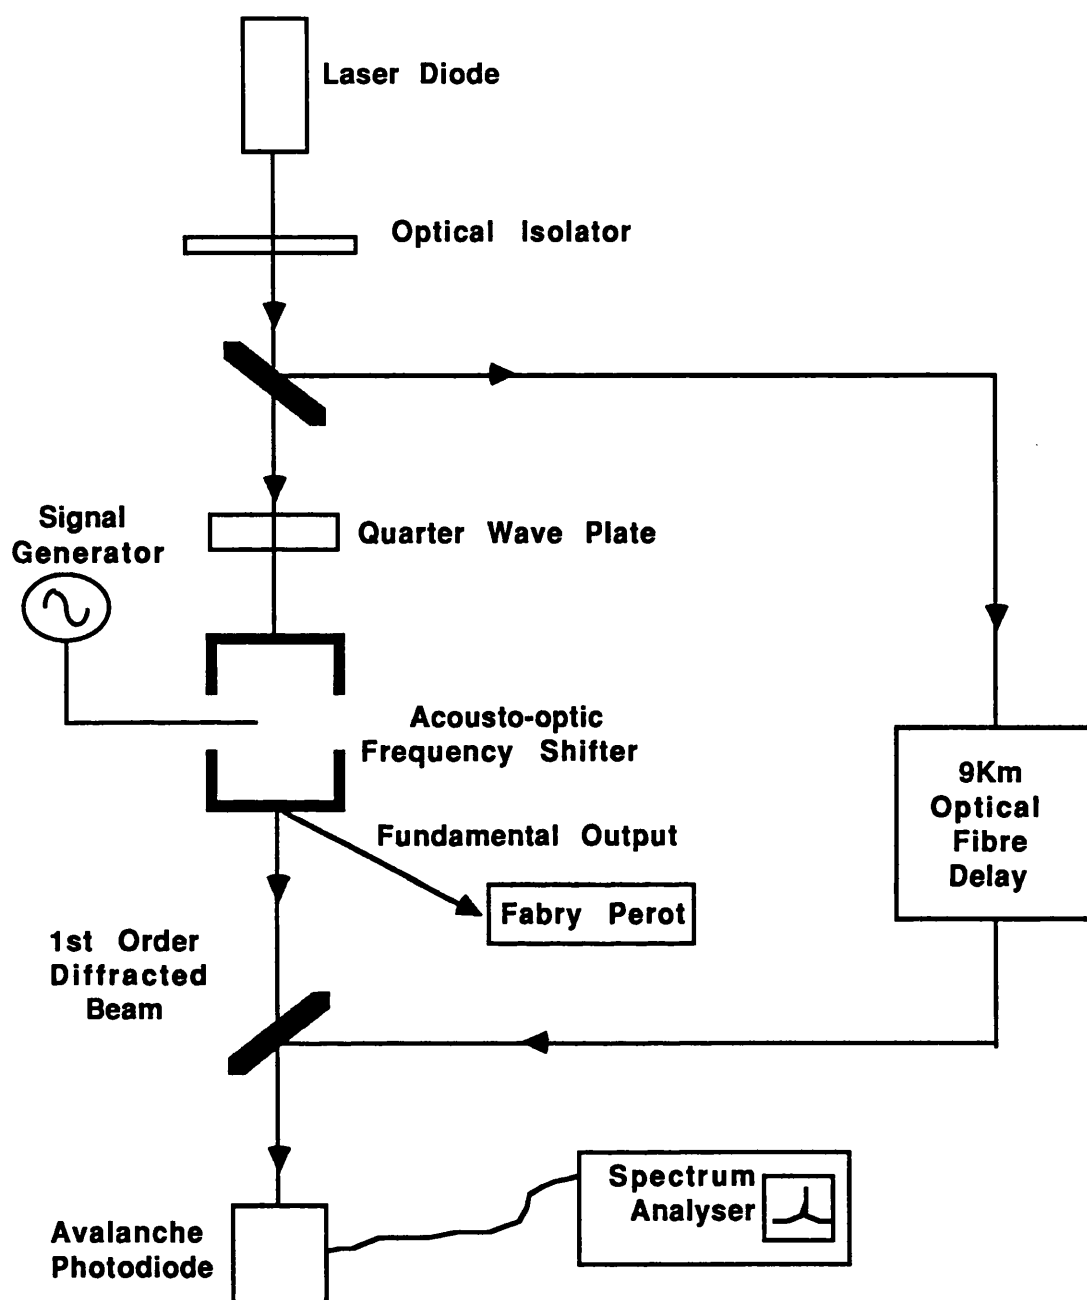 Laser Diode
Optical Isolator
Signal
Generator
Quarter Wave Plate
Acousto-optic
Frequency Shifter
9Km
Optical
Fibre
Delay
Fundamental Output
Fabry Perot
1st Order
Diffracted
Beam
Spectrum
Analyser
Avalanche
Photodiode